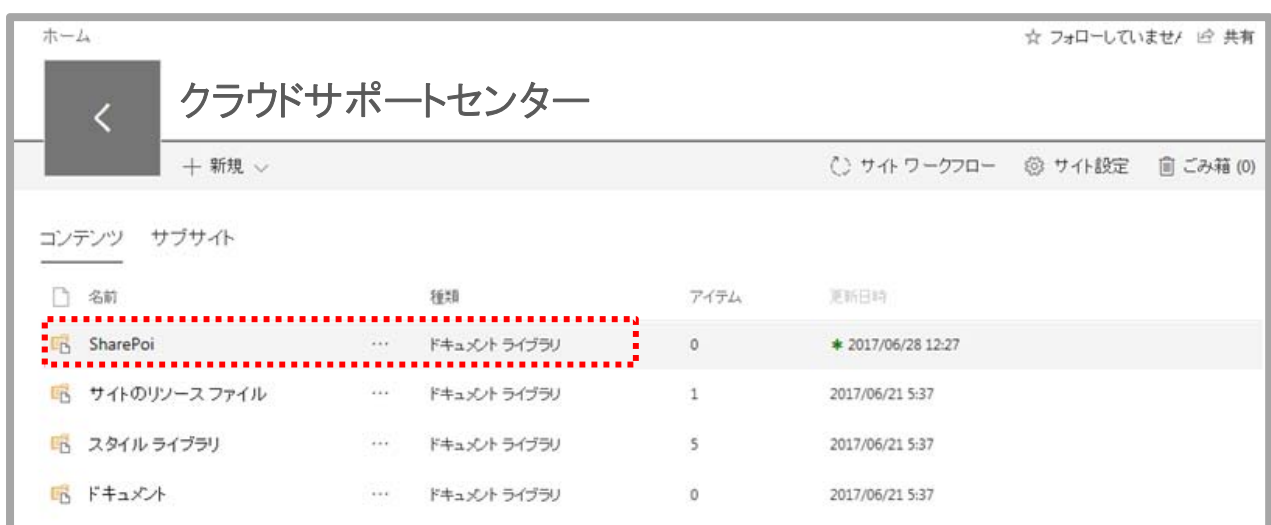 ホーム
☆ フォローしていませ 共有
クラウドサポートセンター
＋ 新規
サイト ワークフロー サイト設定 ごみ箱 (0)
コンテンツ サブサイト
名前 種類 アイテム 更新日時
SharePoi … ドキュメント ライブラリ 0 2017/06/28 12:27
サイトのリソース ファイル … ドキュメント ライブラリ 1 2017/06/21 5:37
スタイル ライブラリ … ドキュメント ライブラリ 5 2017/06/21 5:37
ドキュメント … ドキュメント ライブラリ 0 2017/06/21 5:37